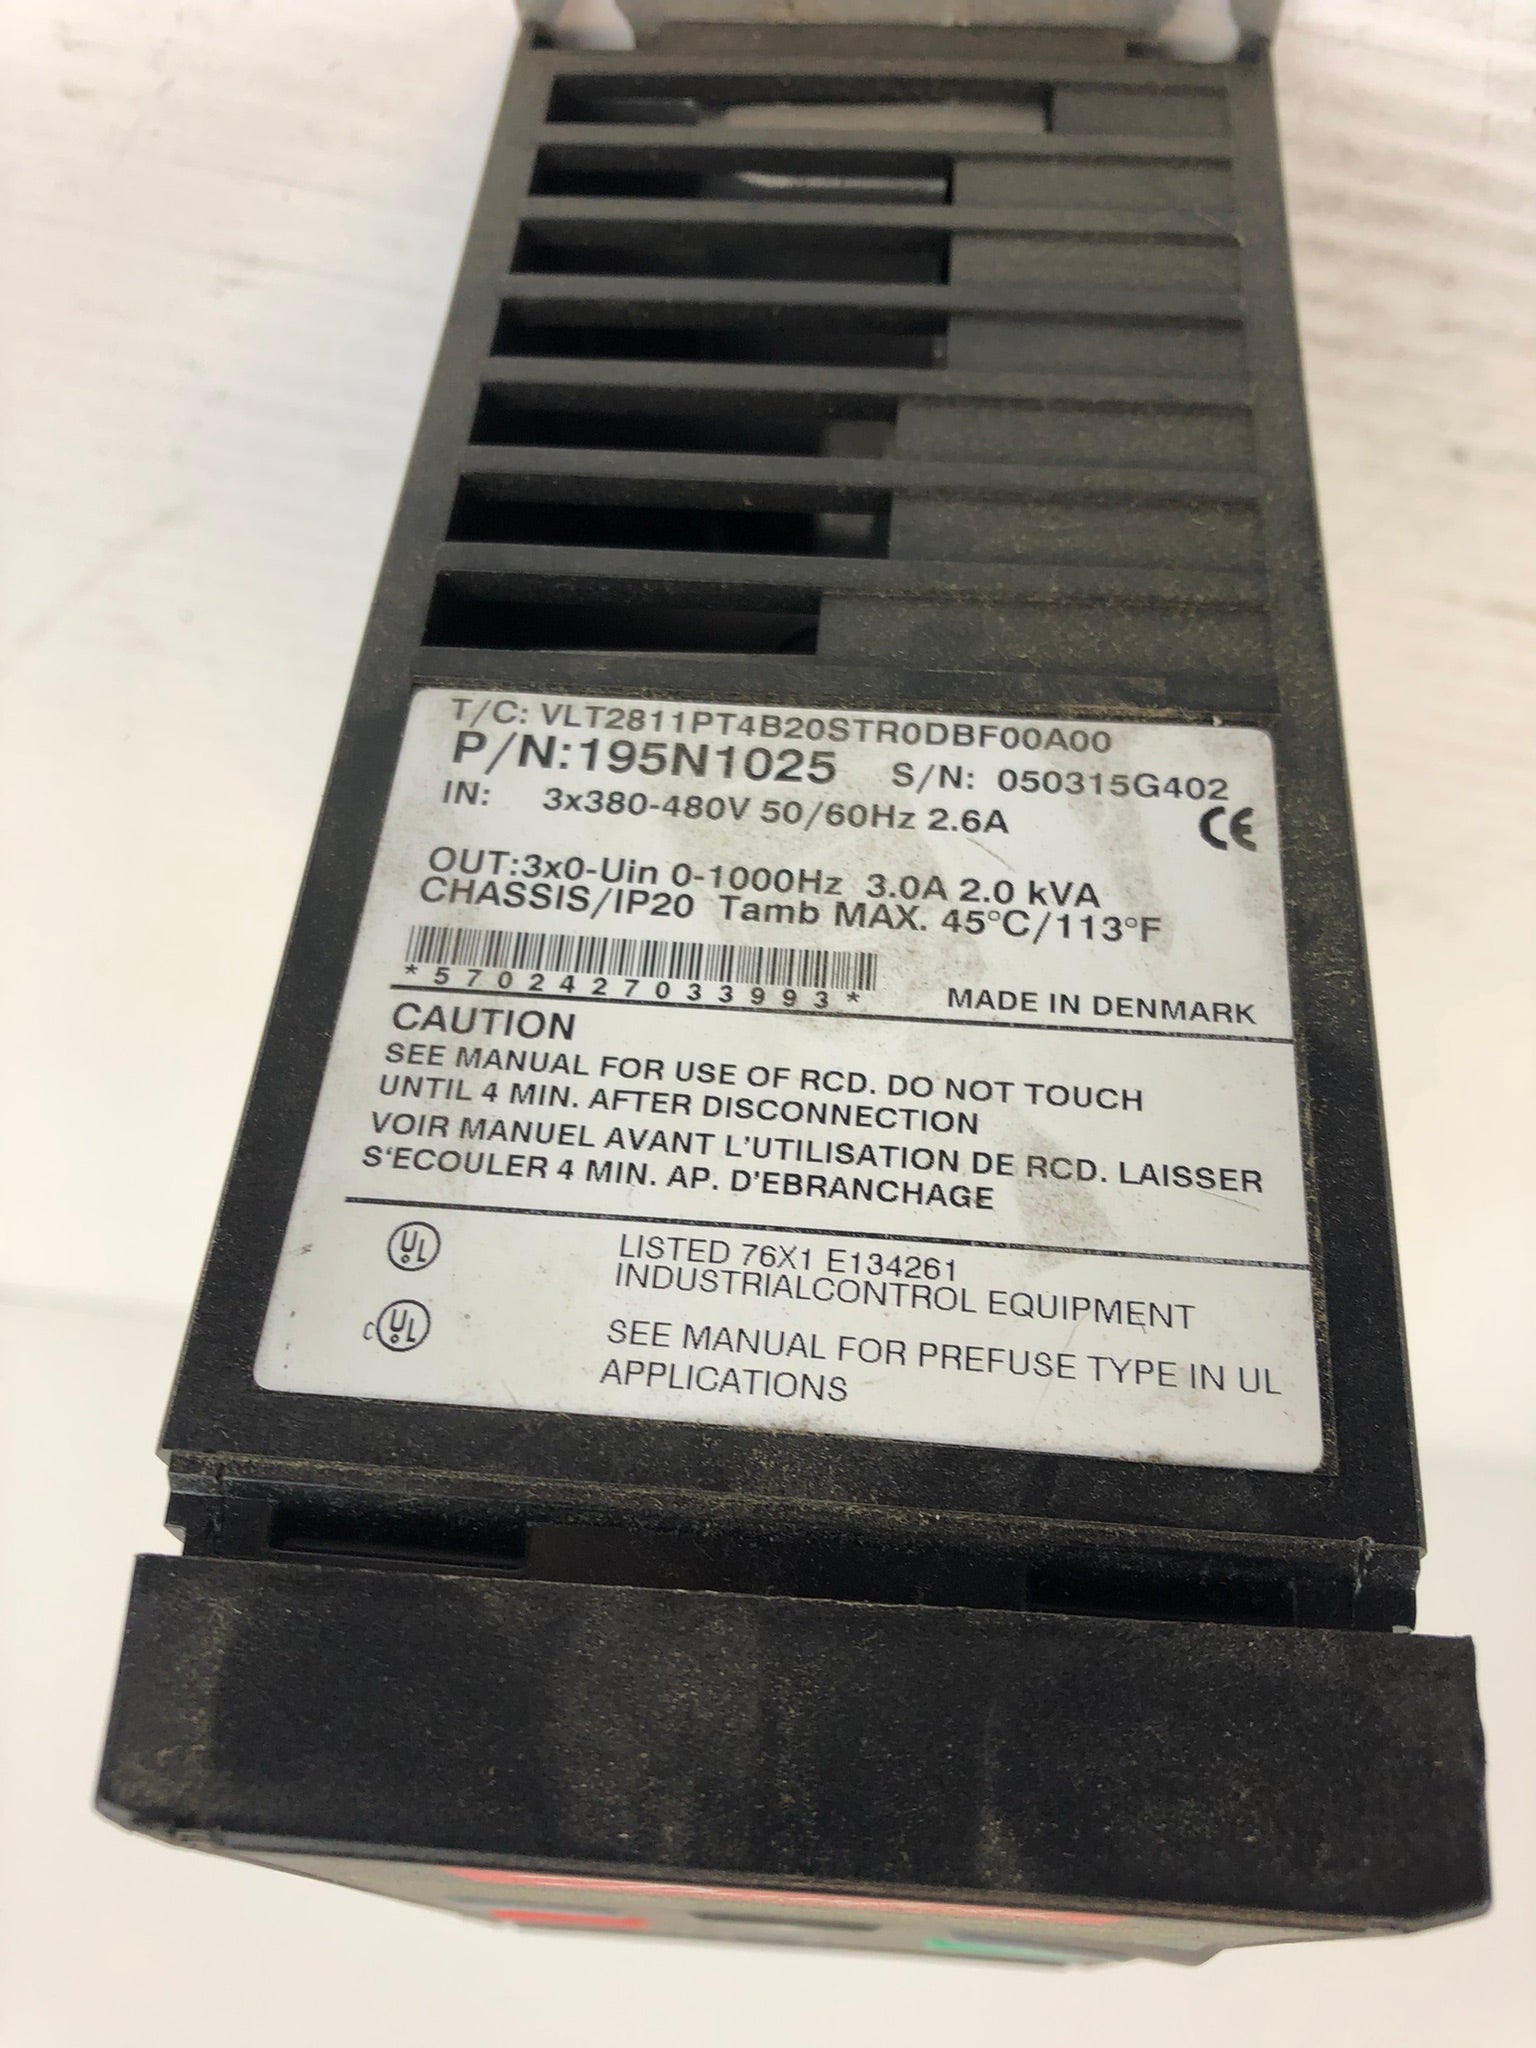 T/C: VLT2811PT4B20STR0DBF00A00
P/N:195N1025 S/N: 050315G402
IN: 3x380-480V 50/60Hz 2.6A
CE
OUT:3x0-Uin 0-1000Hz 3.0A 2.0 kVA
CHASSIS/IP20 Tamb MAX. 45°C/113°F
*5702427033993*
MADE IN DENMARK
CAUTION
SEE MANUAL FOR USE OF RCD. DO NOT TOUCH
UNTIL 4 MIN. AFTER DISCONNECTION
VOIR MANUEL AVANT L'UTILISATION DE RCD. LAISSER
S'ECOULER 4 MIN. AP. D'EBRANCHAGE
UL LISTED 76X1 E134261
INDUSTRIALCONTROL EQUIPMENT
c UL SEE MANUAL FOR PREFUSE TYPE IN UL
APPLICATIONS